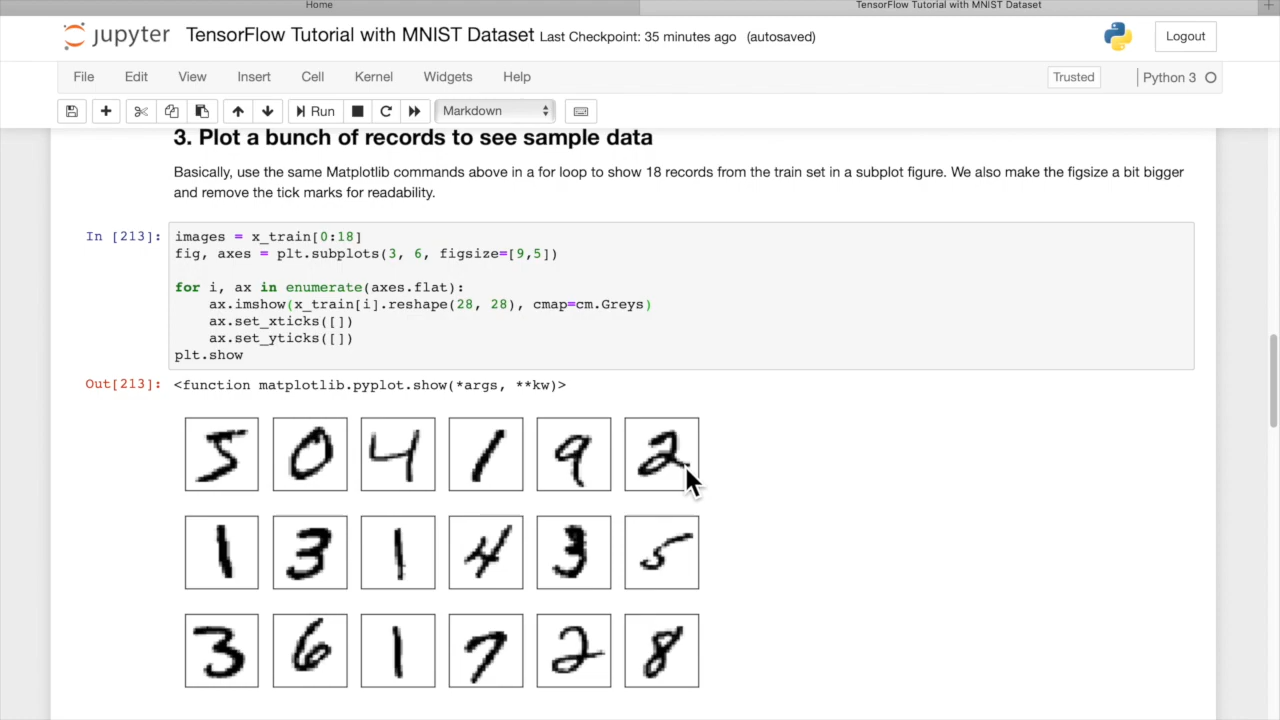 Home
TensorFlow Tutorial with MNIST Dataset
jupyter TensorFlow Tutorial with MNIST Dataset Last Checkpoint: 35 minutes ago (autosaved)
Logout
File Edit View Insert Cell Kernel Widgets Help
Trusted
Python 3
Run
Markdown
3. Plot a bunch of records to see sample data
Basically, use the same Matplotlib commands above in a for loop to show 18 records from the train set in a subplot figure. We also make the figsize a bit bigger
and remove the tick marks for readability.
In [213]:
images = x_train[0:18]
fig, axes = plt.subplots(3, 6, figsize=[9,5])
for i, ax in enumerate(axes.flat):
    ax.imshow(x_train[i].reshape(28, 28), cmap=cm.Greys)
    ax.set_xticks([])
    ax.set_yticks([])
plt.show
Out[213]: <function matplotlib.pyplot.show(*args, **kw)>
5 0 4 1 9 2
1 3 1 4 3 5
3 6 1 7 2 8